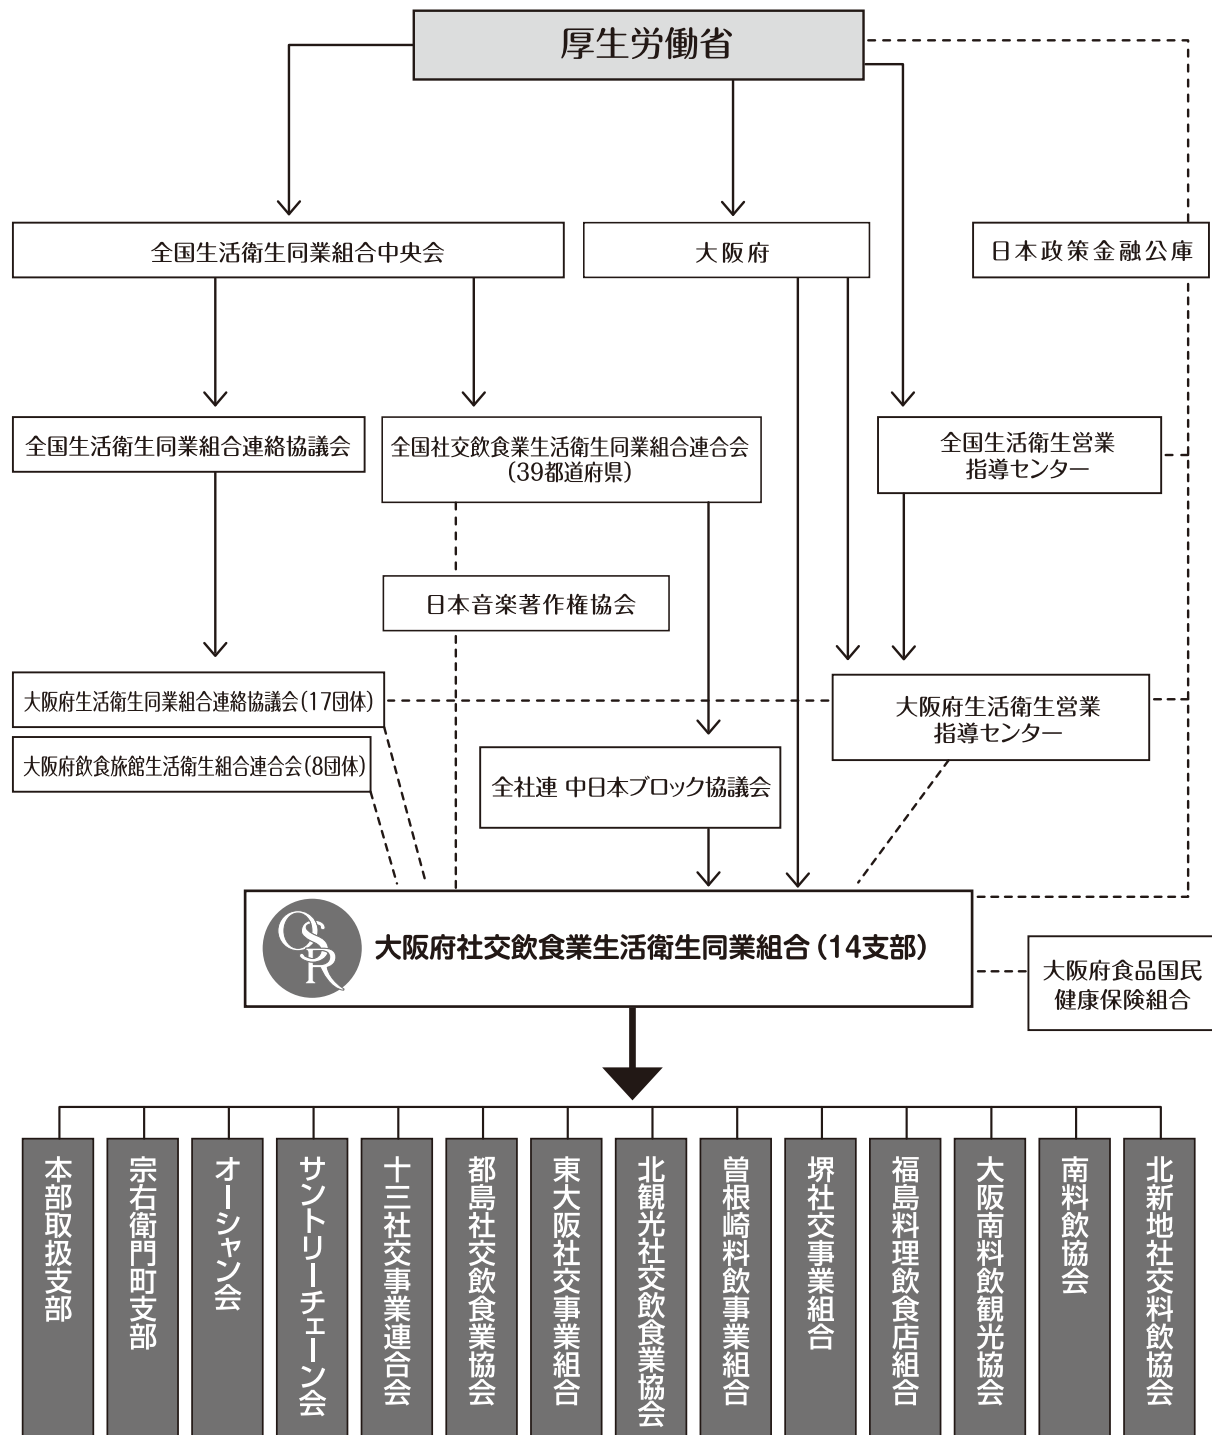 厚生労働省
全国生活衛生同業組合中央会
大阪府
日本政策金融公庫
全国生活衛生同業組合連絡協議会
全国社交飲食業生活衛生同業組合連合会
(39都道府県)
全国生活衛生営業
指導センター
日本音楽著作権協会
大阪府生活衛生同業組合連絡協議会(17団体)
大阪府生活衛生営業
指導センター
大阪府飲食旅館生活衛生組合連合会(8団体)
全社連 中日本ブロック協議会
OSR
大阪府社交飲食業生活衛生同業組合(14支部)
大阪府食品国民
健康保険組合
本部取扱支部
宗右衛門町支部
オーシャン会
サントリーチェーン会
十三社交事業連合会
都島社交飲食業協会
東大阪社交事業組合
北観光社交飲食業協会
曽根崎料飲事業組合
堺社交事業組合
福島料理飲食店組合
大阪南料飲観光協会
南料飲協会
北新地社交料飲協会